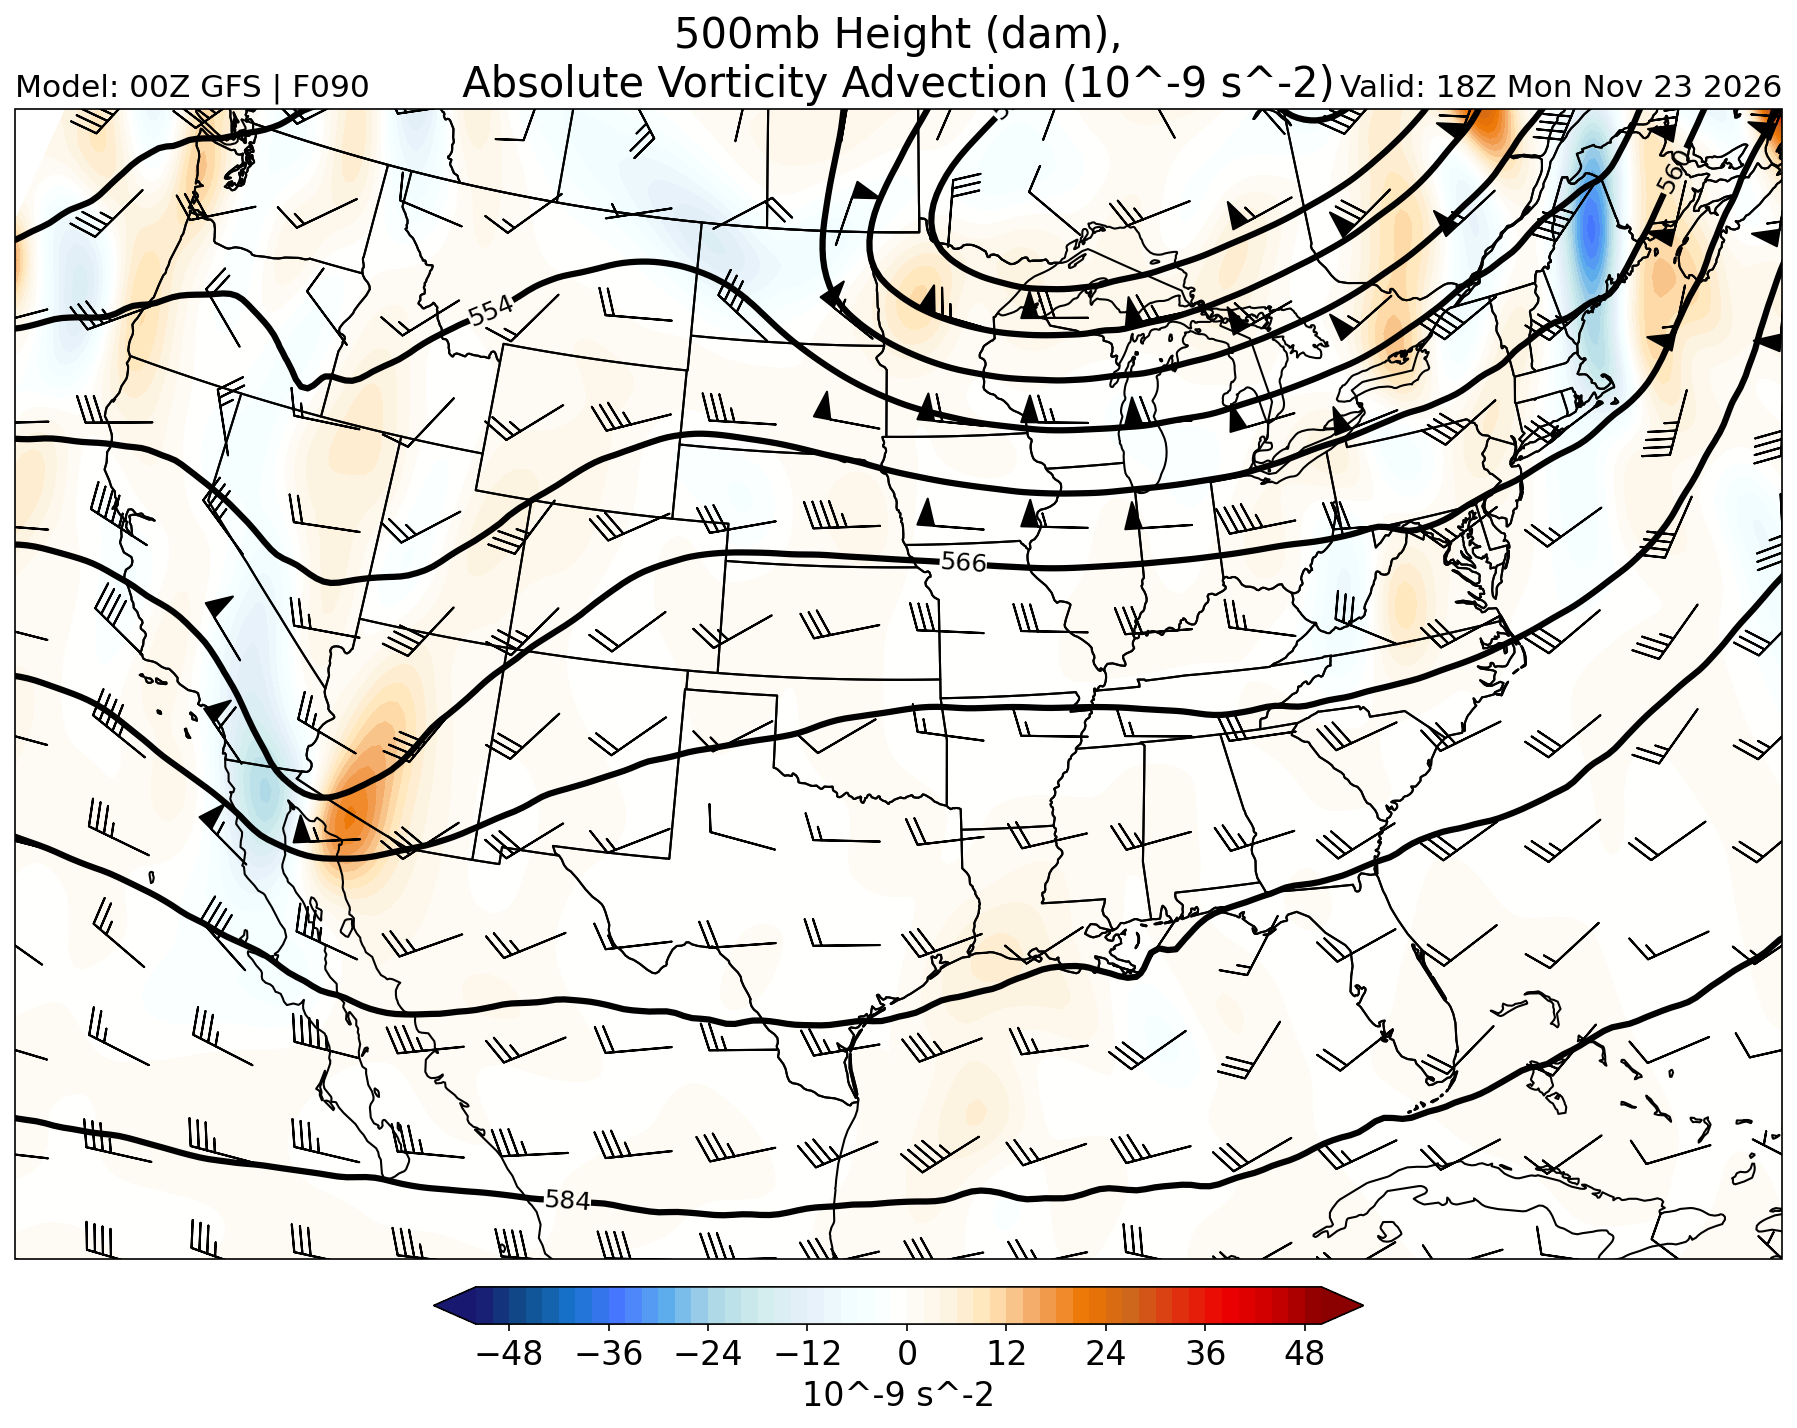 500mb Height (dam),
Model: 00Z GFS | F090
Absolute Vorticity Advection (10^-9 s^-2)
Valid: 18Z Mon Nov 23 2026
560
554
566
584
−48 −36 −24 −12 0 12 24 36 48
10^-9 s^-2